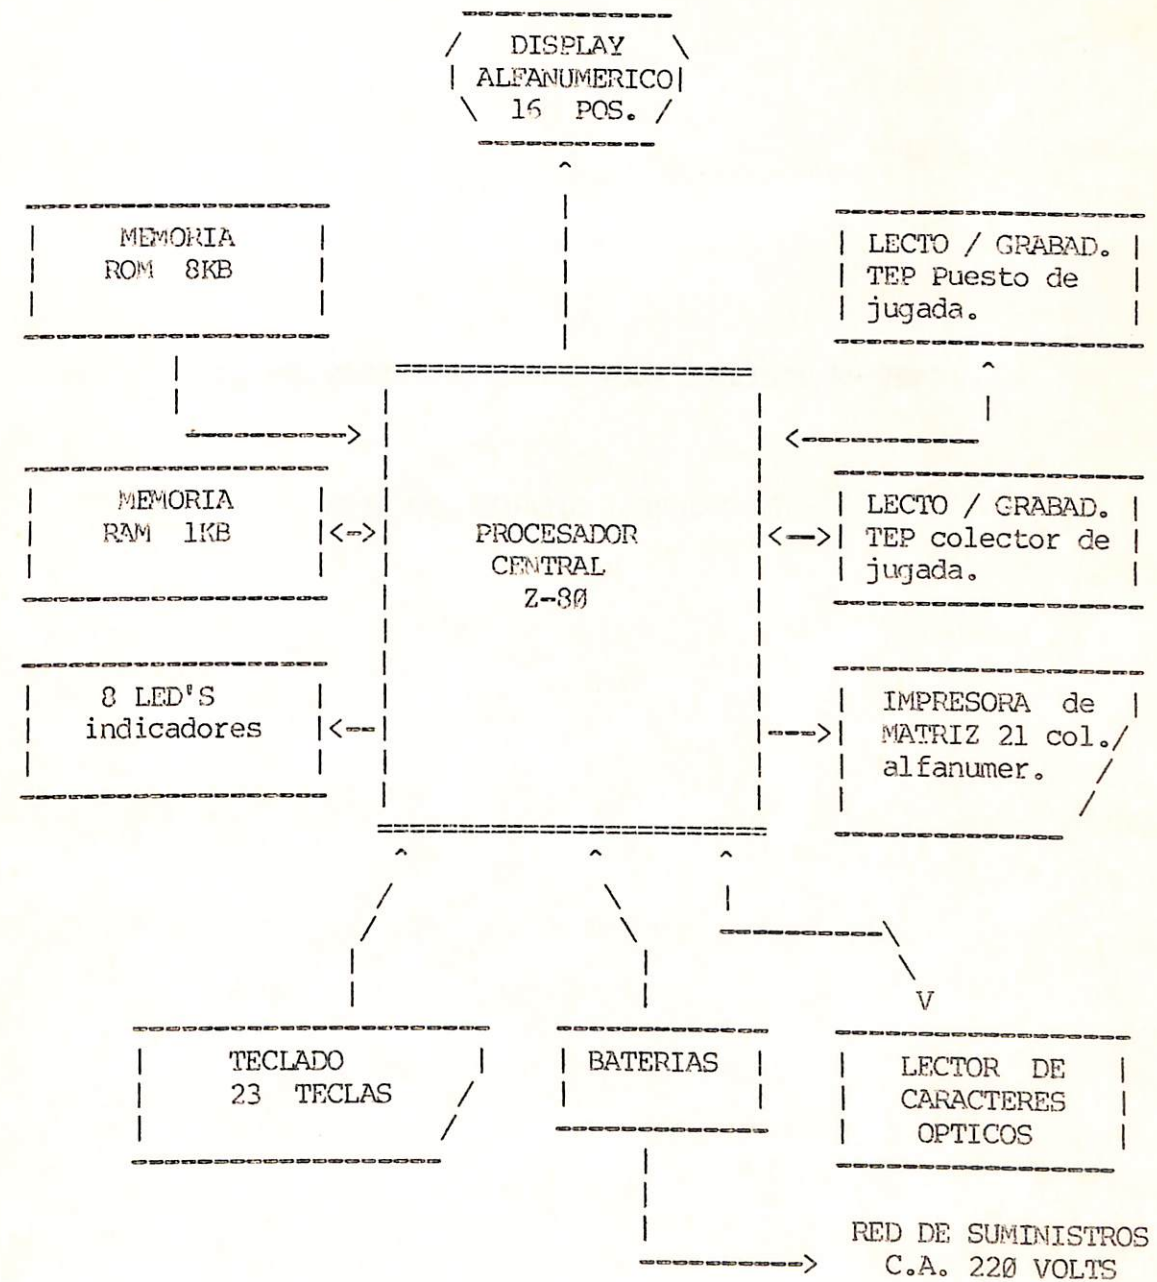 DISPLAY
ALFANUMERICO
16 POS.
MEMORIA
ROM 8KB
LECTO / GRABAD.
TEP Puesto de
jugada.
MEMORIA
RAM 1KB
PROCESADOR
CENTRAL
Z-80
LECTO / GRABAD.
TEP colector de
jugada.
8 LED'S
indicadores
IMPRESORA de
MATRIZ 21 col.
alfanumer.
TECLADO
23 TECLAS
BATERIAS
LECTOR DE
CARACTERES
OPTICOS
RED DE SUMINISTROS
C.A. 220 VOLTS